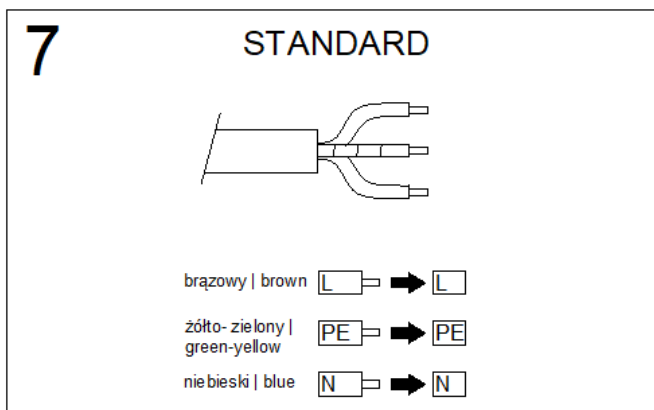 7
STANDARD
brązowy | brown L L
żółto- zielony |
green-yellow PE PE
niebieski | blue N N